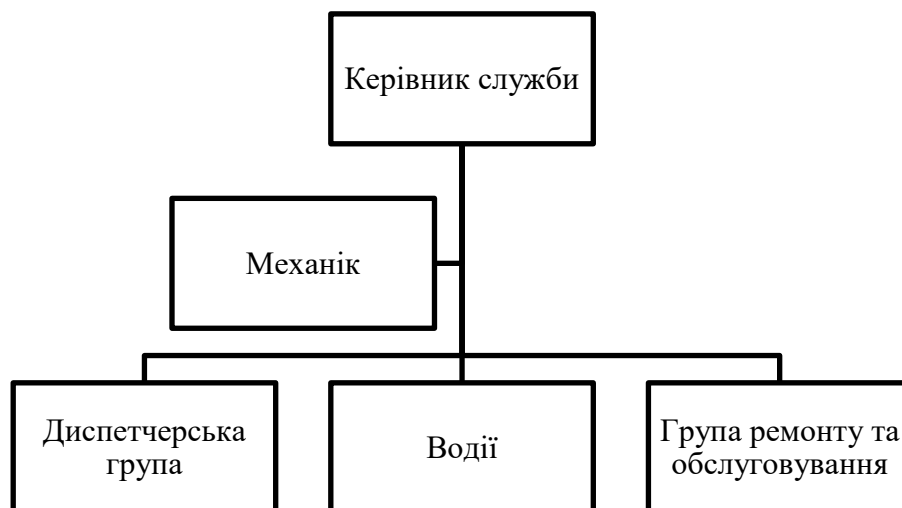 Керівник служби
Механік
Диспетчерська
група
Водії
Група ремонту та
обслуговування